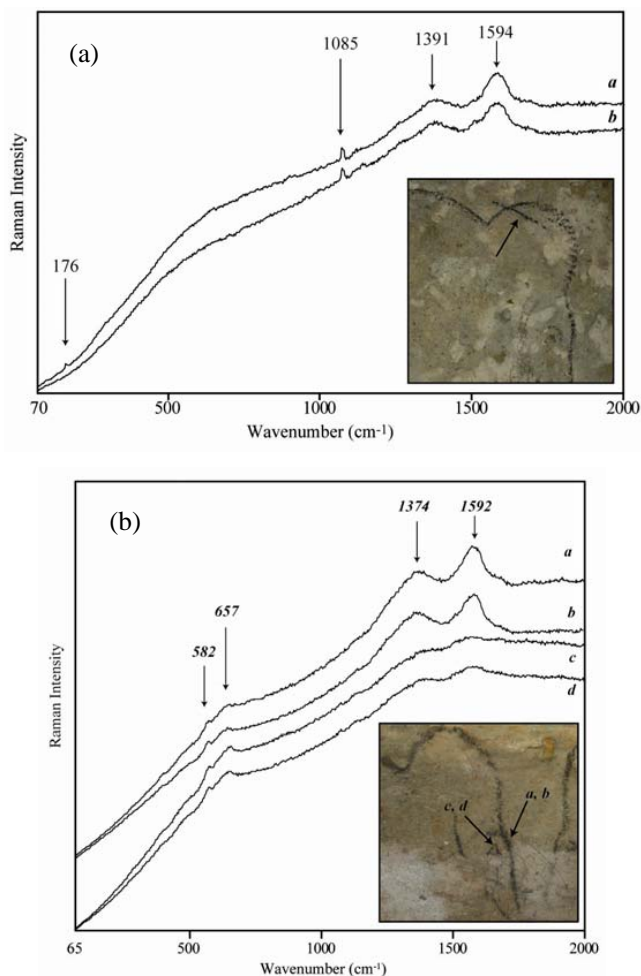 (a)
1085
1391
1594
a
b
176
Raman Intensity
70
500
1000
1500
2000
Wavenumber (cm-1)
(b)
1374
1592
a
657
582
b
c
d
Raman Intensity
a, b
c, d
65
500
1000
1500
2000
Wavenumber (cm-1)